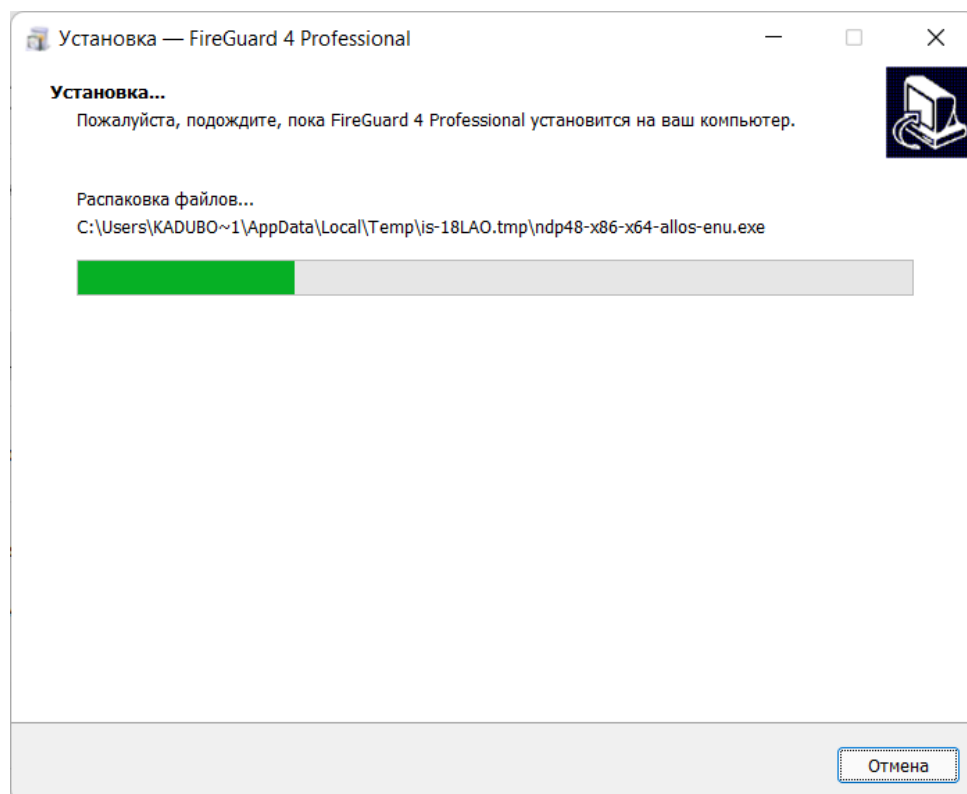 Установка — FireGuard 4 Professional
Установка...
Пожалуйста, подождите, пока FireGuard 4 Professional установится на ваш компьютер.
Распаковка файлов...
C:\Users\KADUBO~1\AppData\Local\Temp\is-18LAO.tmp\ndp48-x86-x64-allos-enu.exe
Отмена